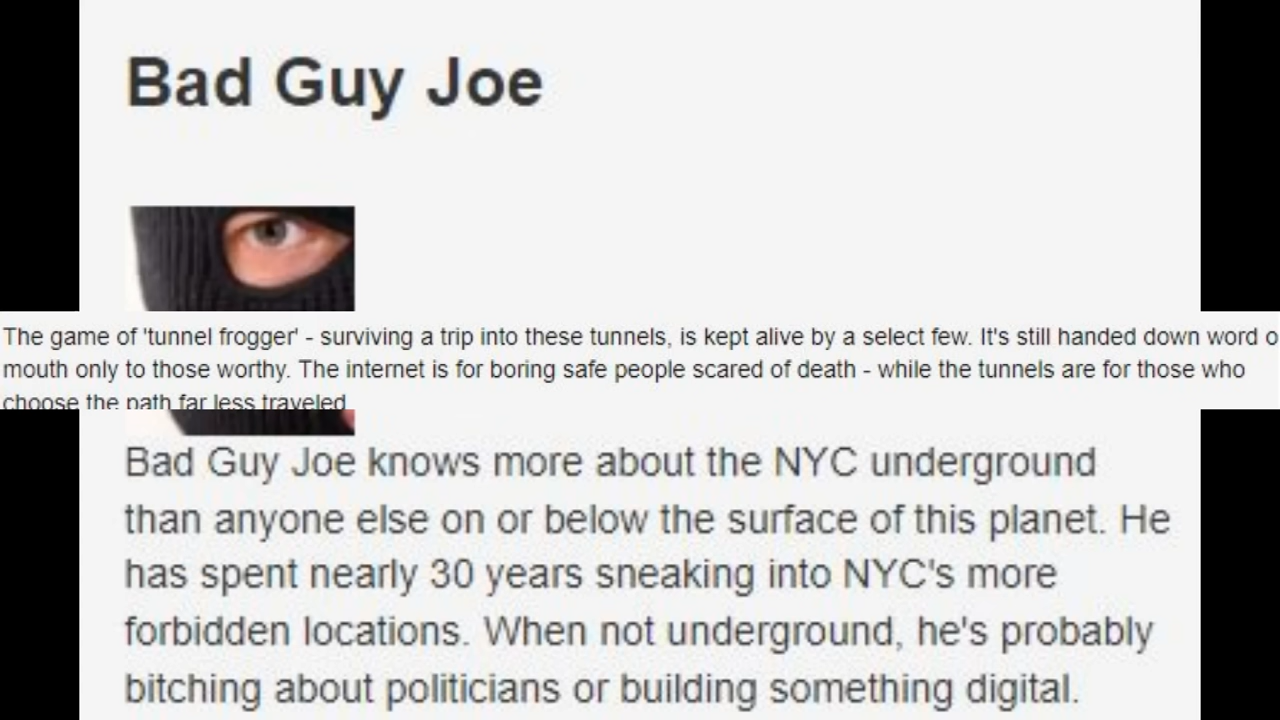 Bad Guy Joe
The game of 'tunnel frogger' - surviving a trip into these tunnels, is kept alive by a select few. It's still handed down word o
mouth only to those worthy. The internet is for boring safe people scared of death - while the tunnels are for those who
choose the path far less traveled
Bad Guy Joe knows more about the NYC underground
than anyone else on or below the surface of this planet. He
has spent nearly 30 years sneaking into NYC's more
forbidden locations. When not underground, he's probably
bitching about politicians or building something digital.